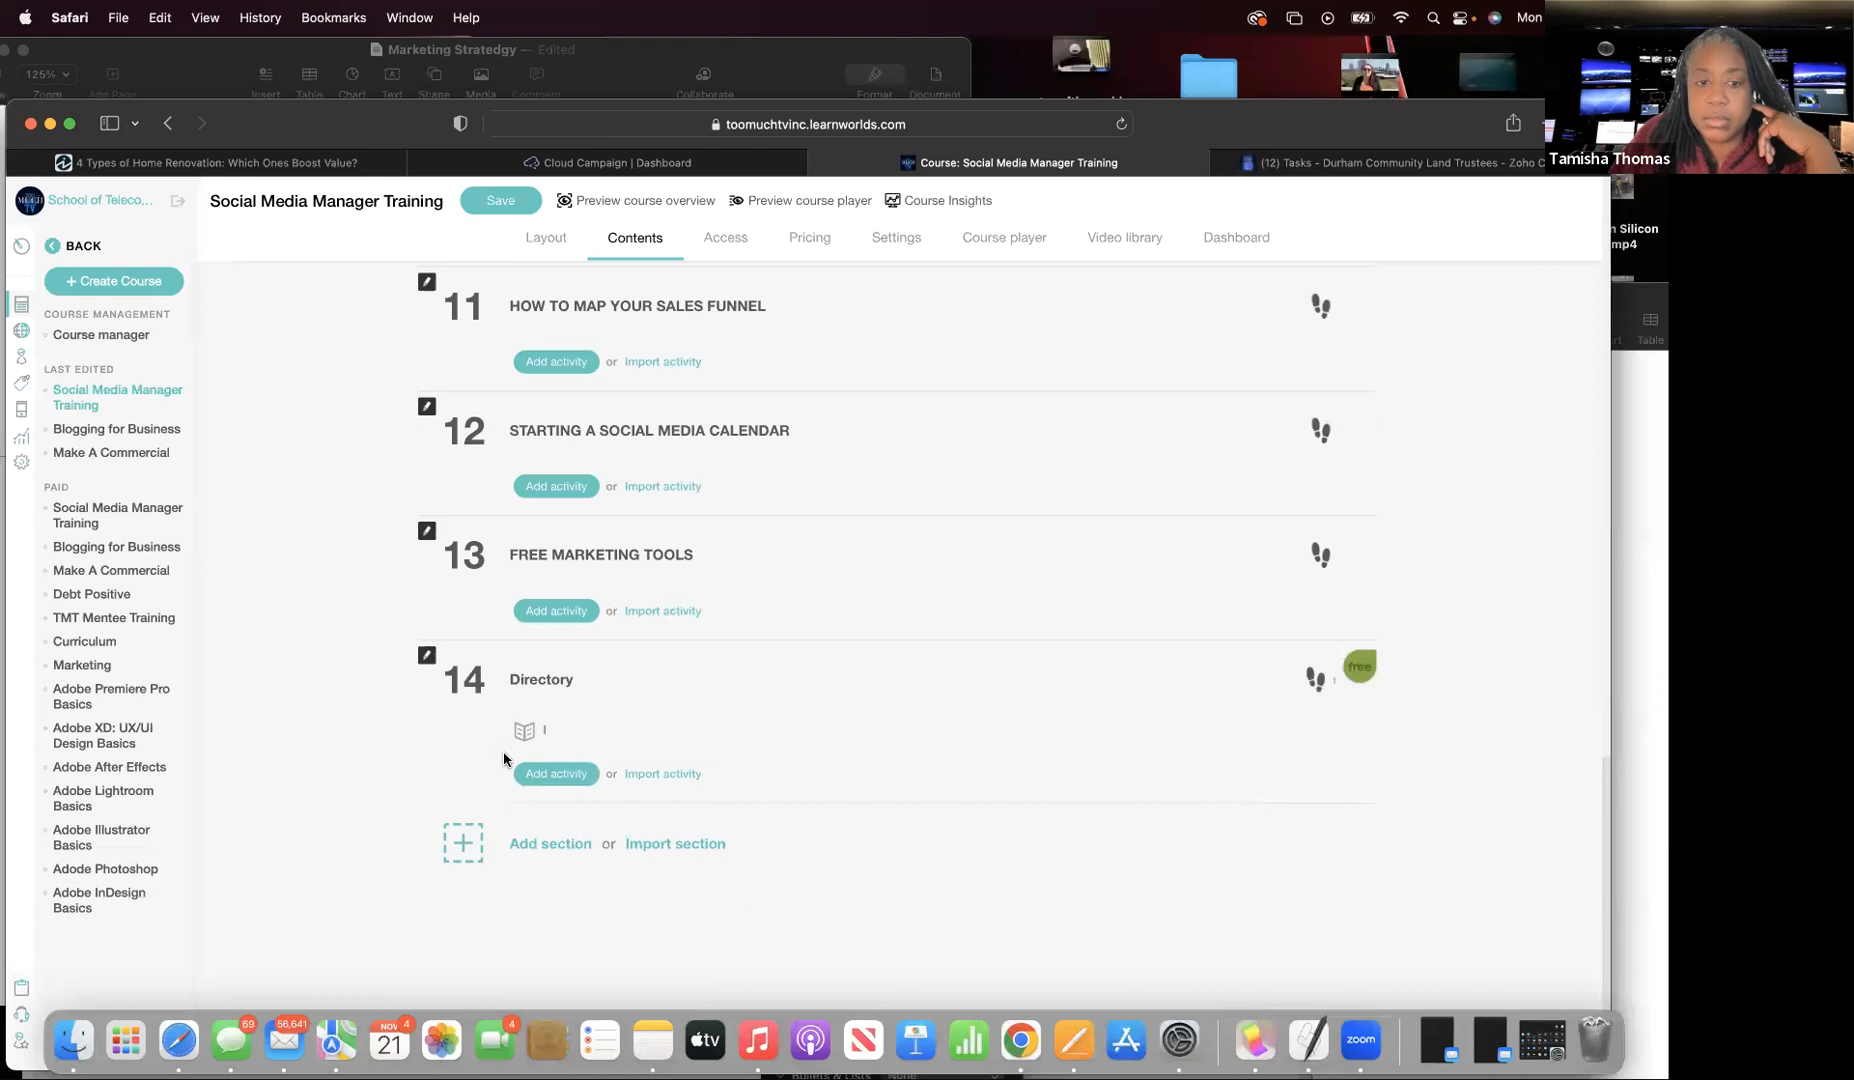 Safari File Edit View History Bookmarks Window Help
Mon
Marketing Stratedgy — Edited
125%
Zoom Add Page Insert Table Chart Text Shape Media Comment Collaborate Format Document
toomuchtvinc.learnworlds.com
4 Types of Home Renovation: Which Ones Boost Value?
Cloud Campaign | Dashboard
Course: Social Media Manager Training
(12) Tasks - Durham Community Land Trustees - Zoho C
Tamisha Thomas
n Silicon
mp4
Table
School of Teleco...
Social Media Manager Training
Save
Preview course overview
Preview course player
Course Insights
Layout
Contents
Access
Pricing
Settings
Course player
Video library
Dashboard
BACK
+ Create Course
COURSE MANAGEMENT
Course manager
LAST EDITED
Social Media Manager
Training
Blogging for Business
Make A Commercial
PAID
Social Media Manager
Training
Blogging for Business
Make A Commercial
Debt Positive
TMT Mentee Training
Curriculum
Marketing
Adobe Premiere Pro
Basics
Adobe XD: UX/UI
Design Basics
Adobe After Effects
Adobe Lightroom
Basics
Adobe Illustrator
Basics
Adode Photoshop
Adobe InDesign
Basics
11 HOW TO MAP YOUR SALES FUNNEL
Add activity or Import activity
12 STARTING A SOCIAL MEDIA CALENDAR
Add activity or Import activity
13 FREE MARKETING TOOLS
Add activity or Import activity
14 Directory
1
free
I
Add activity or Import activity
Add section or Import section
69
56,641
NOV
4
21
4
tv
zoom